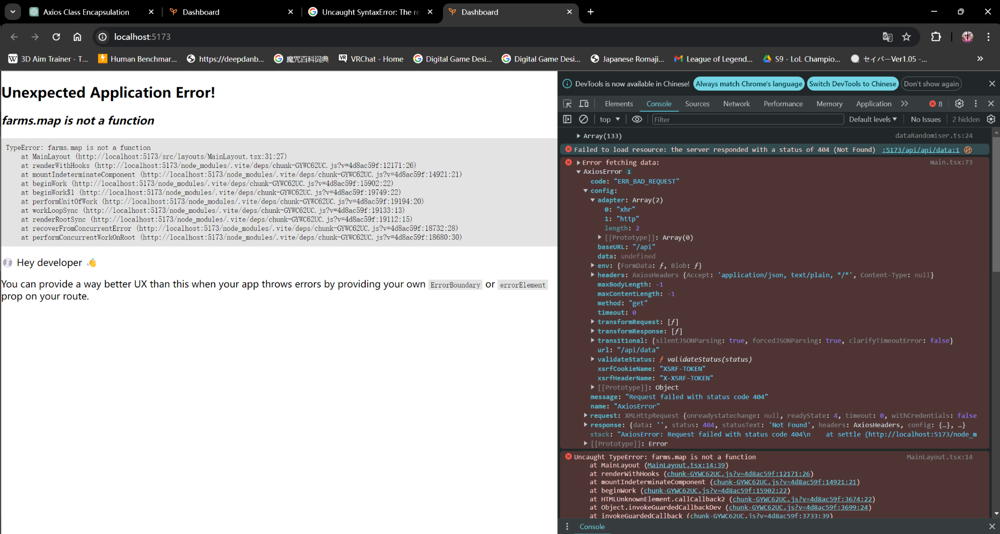 Axios Class Encapsulation
Dashboard
Uncaught SyntaxError: The re
Dashboard
localhost:5173
3D Aim Trainer - T...
Human Benchmar...
https://deepdanb...
魔咒百科词典
VRChat - Home
Digital Game Desi...
Digital Game Desi...
Japanese Romaji...
League of Legend...
S9 - LoL Champio...
セイバーVer1.05 -...
Unexpected Application Error!
farms.map is not a function
TypeError: farms.map is not a function
at MainLayout (http://localhost:5173/src/layouts/MainLayout.tsx:31:27)
at renderWithHooks (http://localhost:5173/node_modules/.vite/deps/chunk-GYWC62UC.js?v=4d8ac59f:12171:26)
at mountIndeterminateComponent (http://localhost:5173/node_modules/.vite/deps/chunk-GYWC62UC.js?v=4d8ac59f:14921:21)
at beginWork (http://localhost:5173/node_modules/.vite/deps/chunk-GYWC62UC.js?v=4d8ac59f:15902:22)
at beginWork$1 (http://localhost:5173/node_modules/.vite/deps/chunk-GYWC62UC.js?v=4d8ac59f:19749:22)
at performUnitOfWork (http://localhost:5173/node_modules/.vite/deps/chunk-GYWC62UC.js?v=4d8ac59f:19194:20)
at workLoopSync (http://localhost:5173/node_modules/.vite/deps/chunk-GYWC62UC.js?v=4d8ac59f:19133:13)
at renderRootSync (http://localhost:5173/node_modules/.vite/deps/chunk-GYWC62UC.js?v=4d8ac59f:19112:15)
at recoverFromConcurrentError (http://localhost:5173/node_modules/.vite/deps/chunk-GYWC62UC.js?v=4d8ac59f:18732:28)
at performConcurrentWorkOnRoot (http://localhost:5173/node_modules/.vite/deps/chunk-GYWC62UC.js?v=4d8ac59f:18680:30)
💿 Hey developer 👋
You can provide a way better UX than this when your app throws errors by providing your own ErrorBoundary or errorElement
prop on your route.
DevTools is now available in Chinese! Always match Chrome's language Switch DevTools to Chinese Don't show again
Elements Console Sources Network Performance Memory Application 8
top Filter Default levels No Issues 2 hidden
Array(133) dataRandomiser.ts:24
Failed to load resource: the server responded with a status of 404 (Not Found) :5173/api/api/data:1
Error fetching data: main.tsx:73
AxiosError i
code: "ERR_BAD_REQUEST"
config:
adapter: Array(2)
0: "xhr"
1: "http"
length: 2
[[Prototype]]: Array(0)
baseURL: "/api"
data: undefined
env: {FormData: ƒ, Blob: ƒ}
headers: AxiosHeaders {Accept: 'application/json, text/plain, */*', Content-Type: null}
maxBodyLength: -1
maxContentLength: -1
method: "get"
timeout: 0
transformRequest: [ƒ]
transformResponse: [ƒ]
transitional: {silentJSONParsing: true, forcedJSONParsing: true, clarifyTimeoutError: false}
url: "/api/data"
validateStatus: ƒ validateStatus(status)
xsrfCookieName: "XSRF-TOKEN"
xsrfHeaderName: "X-XSRF-TOKEN"
[[Prototype]]: Object
message: "Request failed with status code 404"
name: "AxiosError"
request: XMLHttpRequest {onreadystatechange: null, readyState: 4, timeout: 0, withCredentials: false
response: {data: '', status: 404, statusText: 'Not Found', headers: AxiosHeaders, config: {…}, …}
stack: "AxiosError: Request failed with status code 404\n    at settle (http://localhost:5173/node_m
[[Prototype]]: Error
Uncaught TypeError: farms.map is not a function MainLayout.tsx:14
at MainLayout (MainLayout.tsx:14:39)
at renderWithHooks (chunk-GYWC62UC.js?v=4d8ac59f:12171:26)
at mountIndeterminateComponent (chunk-GYWC62UC.js?v=4d8ac59f:14921:21)
at beginWork (chunk-GYWC62UC.js?v=4d8ac59f:15902:22)
at HTMLUnknownElement.callCallback2 (chunk-GYWC62UC.js?v=4d8ac59f:3674:22)
at Object.invokeGuardedCallbackDev (chunk-GYWC62UC.js?v=4d8ac59f:3699:24)
at invokeGuardedCallback (chunk-GYWC62UC.js?v=4d8ac59f:3733:39)
Console